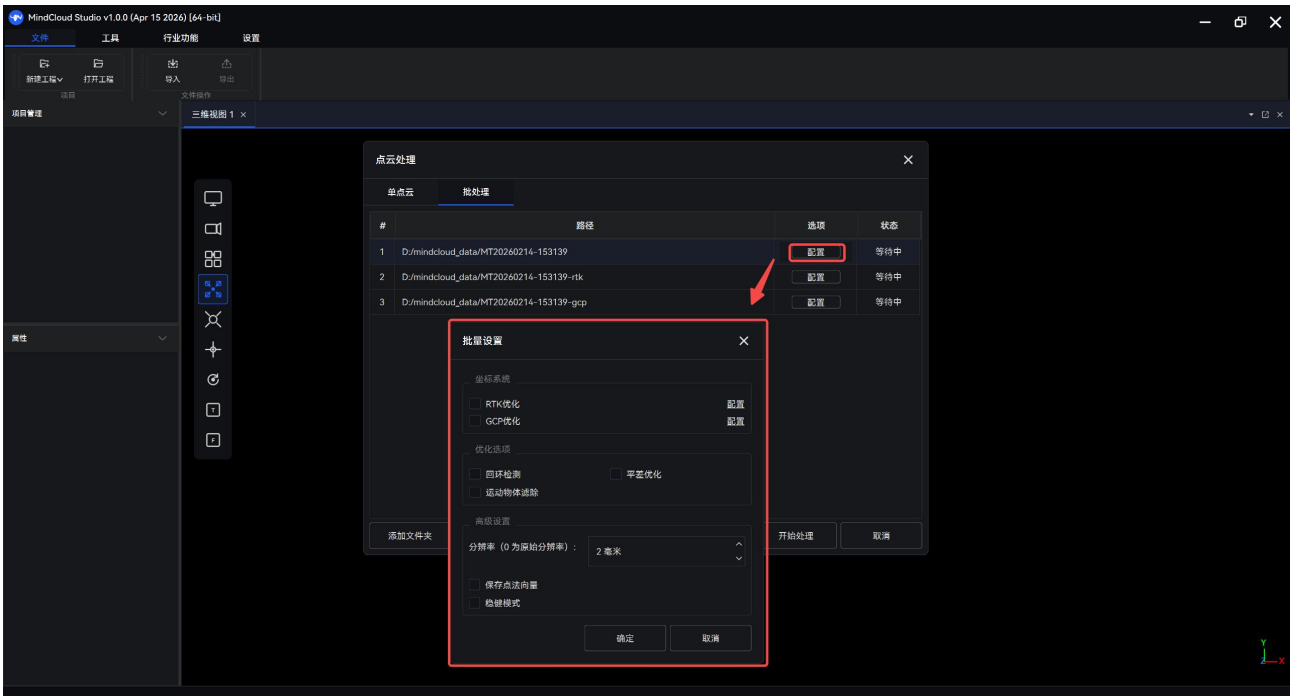 MindCloud Studio v1.0.0 (Apr 15 2026) [64-bit]
文件 工具 行业功能 设置
新建工程 打开工程 导入 导出
项目 文件操作
项目管理
三维视图 1
属性
点云处理
单点云 批处理
# 路径 选项 状态
1 D:/mindcloud_data/MT20260214-153139 配置 等待中
2 D:/mindcloud_data/MT20260214-153139-rtk 配置 等待中
3 D:/mindcloud_data/MT20260214-153139-gcp 配置 等待中
添加文件夹 开始处理 取消
批量设置
坐标系统
RTK优化 配置
GCP优化 配置
优化选项
回环检测 平差优化
运动物体滤除
高级设置
分辨率（0 为原始分辨率）: 2 毫米
保存点法向量
稳健模式
确定 取消
T
F
Y
Z X